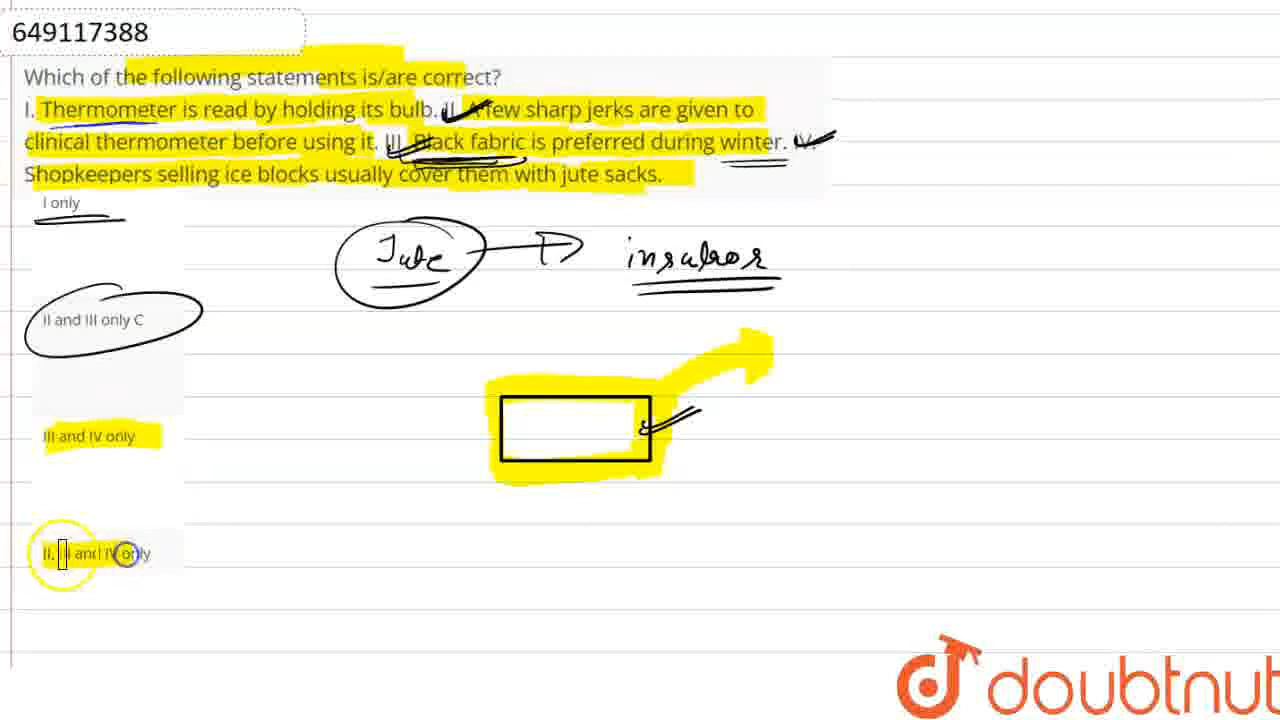 649117388
Which of the following statements is/are correct?
I. Thermometer is read by holding its bulb. II. A few sharp jerks are given to
clinical thermometer before using it. III. Black fabric is preferred during winter. IV.
Shopkeepers selling ice blocks usually cover them with jute sacks.
I only
Jute
II and III only C
III and IV only
II, III and IV only
doubtnut